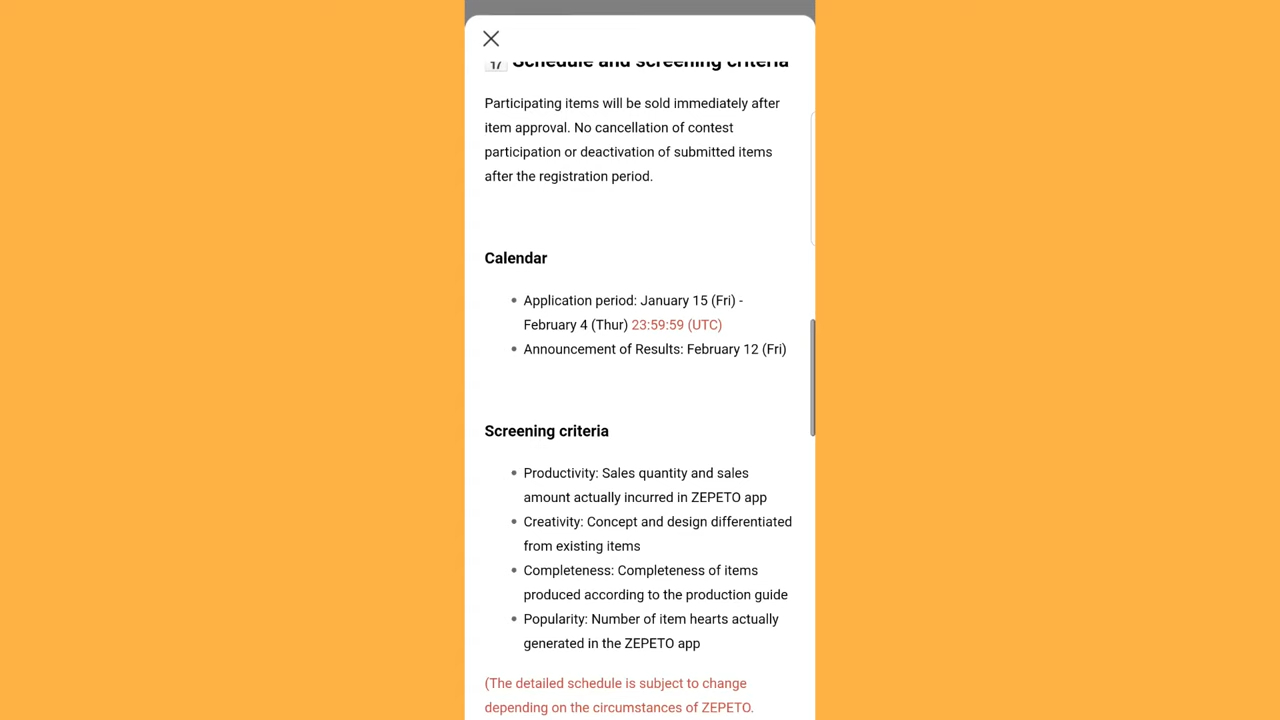 17 Schedule and screening criteria
Participating items will be sold immediately after
item approval. No cancellation of contest
participation or deactivation of submitted items
after the registration period.
Calendar
Application period: January 15 (Fri) -
February 4 (Thur) 23:59:59 (UTC)
Announcement of Results: February 12 (Fri)
Screening criteria
Productivity: Sales quantity and sales
amount actually incurred in ZEPETO app
Creativity: Concept and design differentiated
from existing items
Completeness: Completeness of items
produced according to the production guide
Popularity: Number of item hearts actually
generated in the ZEPETO app
(The detailed schedule is subject to change
depending on the circumstances of ZEPETO.